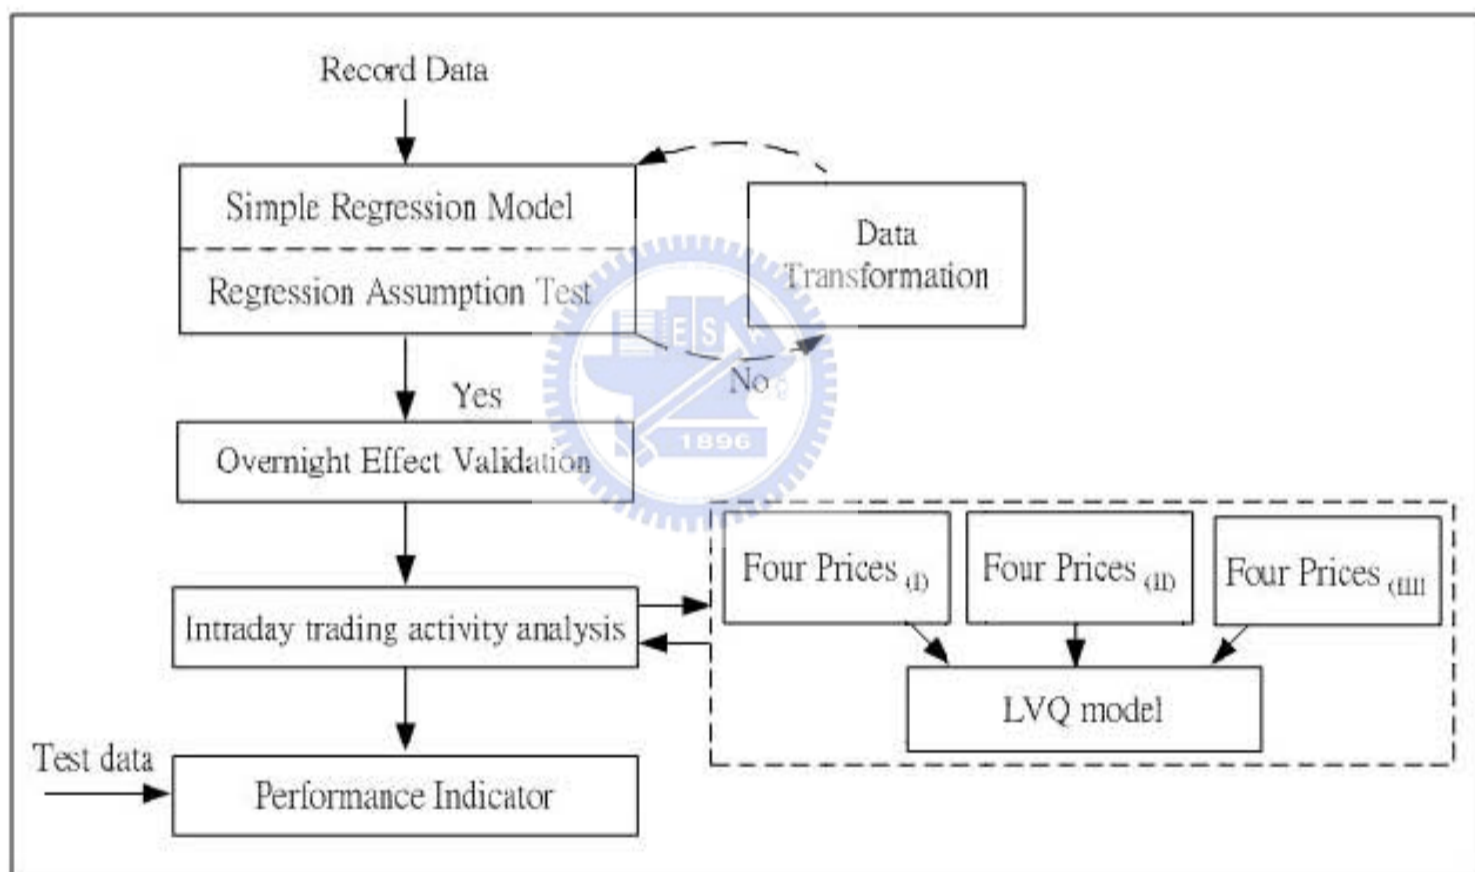 Record Data
Simple Regression Model
Regression Assumption Test
Data
Transformation
No
Yes
ES
1896
Overnight Effect Validation
Four Prices (I)
Four Prices (II)
Four Prices (III
Intraday trading activity analysis
LVQ model
Test data
Performance Indicator